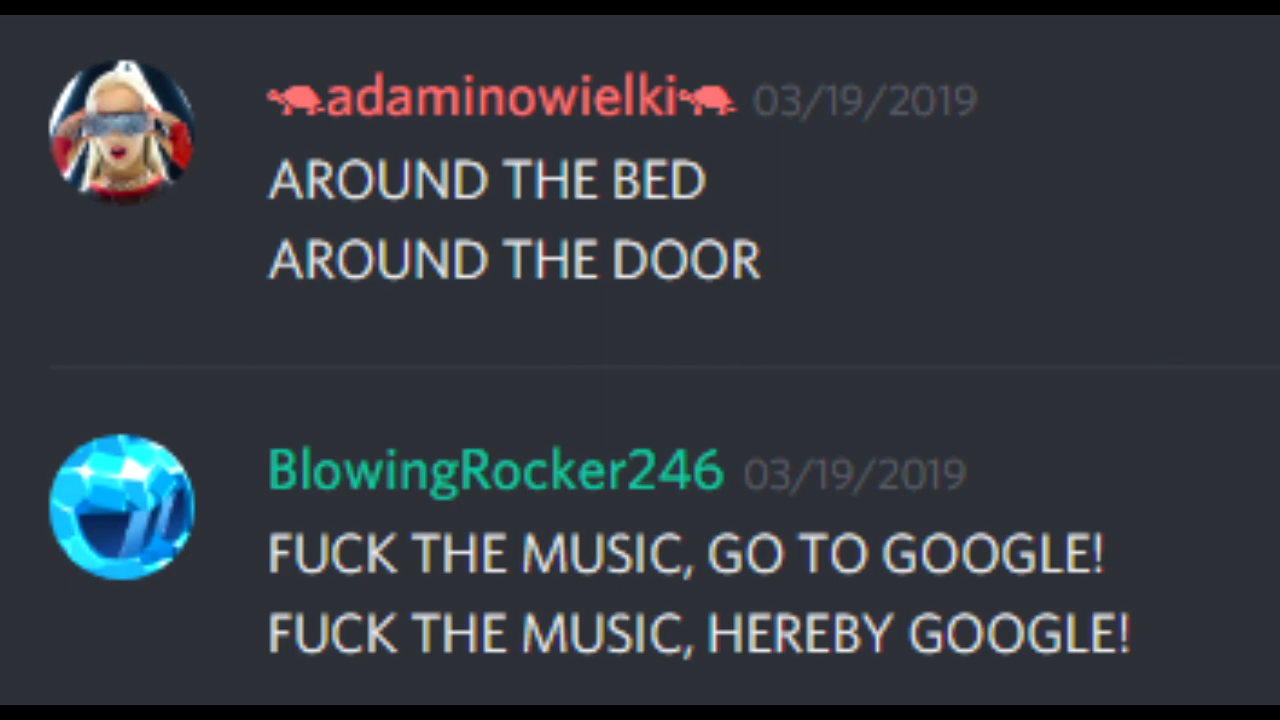 🐢adaminowielki🐢 03/19/2019
AROUND THE BED
AROUND THE DOOR
BlowingRocker246 03/19/2019
FUCK THE MUSIC, GO TO GOOGLE!
FUCK THE MUSIC, HEREBY GOOGLE!